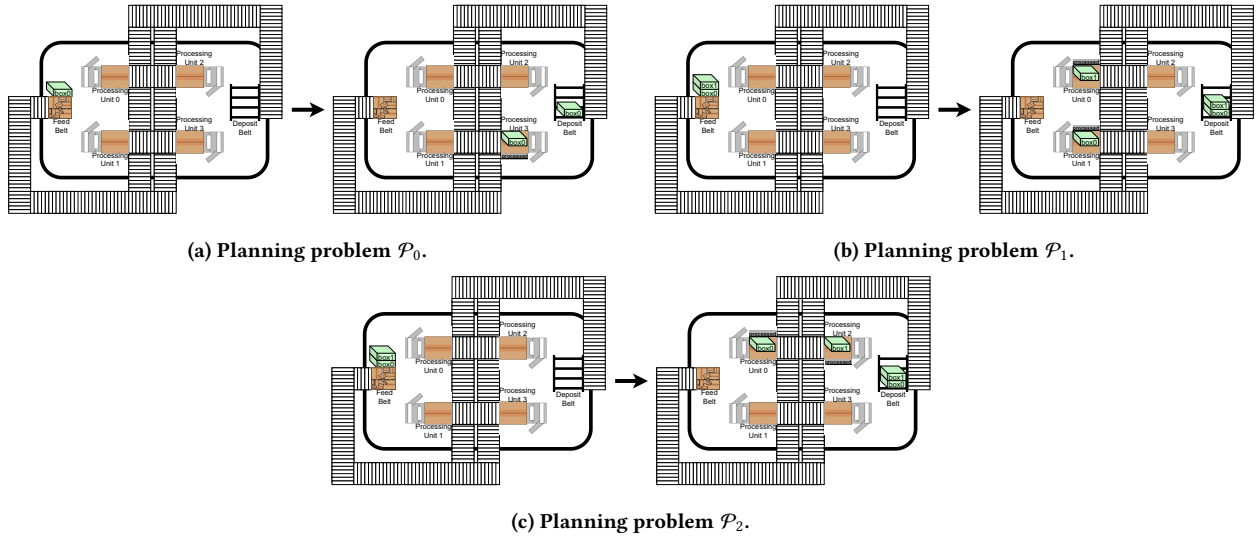 Processing
Unit 2
box0
Processing
Unit 0
Feed
Belt
Processing
Unit 3
Deposit
Belt
Processing
Unit 1
Processing
Unit 2
Processing
Unit 0
box0
Feed
Belt
Processing
Unit 3
Deposit
Belt
box0
processed
Processing
Unit 1
(a) Planning problem P0.
Processing
Unit 2
box1
box0
Processing
Unit 0
Feed
Belt
Processing
Unit 3
Deposit
Belt
Processing
Unit 1
Processing
Unit 2
processed
box1
Processing
Unit 0
box1
box0
Feed
Belt
Processing
Unit 3
Deposit
Belt
processed
box0
Processing
Unit 1
(b) Planning problem P1.
Processing
Unit 2
box1
box0
Processing
Unit 0
Feed
Belt
Processing
Unit 3
Deposit
Belt
Processing
Unit 1
Processing
Unit 2
processed
box0
box1
processed
Processing
Unit 0
box1
box0
Feed
Belt
Processing
Unit 3
Deposit
Belt
Processing
Unit 1
(c) Planning problem P2.